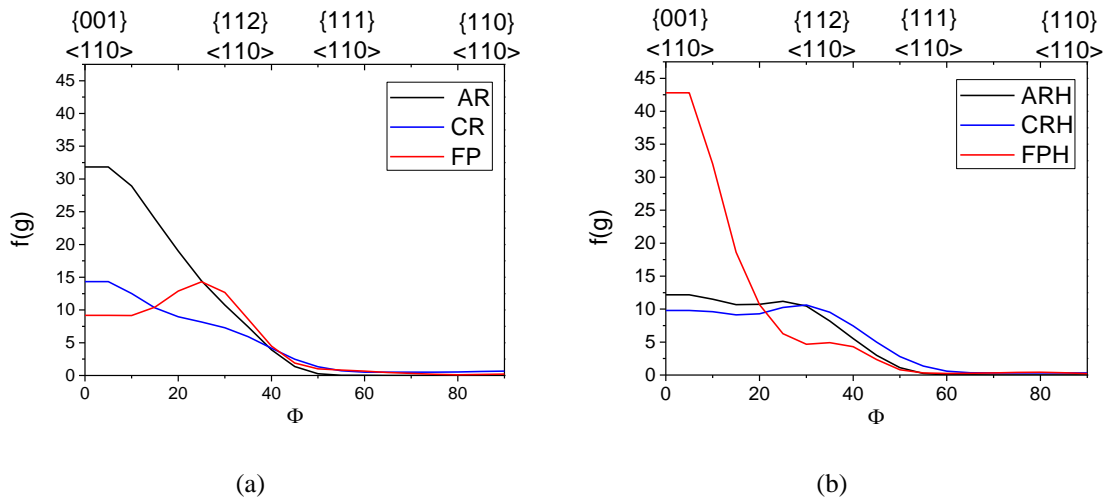 {001} {112} {111} {110}
<110> <110> <110> <110>
45
40
35
30
25
20
15
10
5
0
f(g)
AR
CR
FP
0 20 40 60 80
Φ
(a)
{001} {112} {111} {110}
<110> <110> <110> <110>
45
40
35
30
25
20
15
10
5
0
f(g)
ARH
CRH
FPH
0 20 40 60 80
Φ
(b)